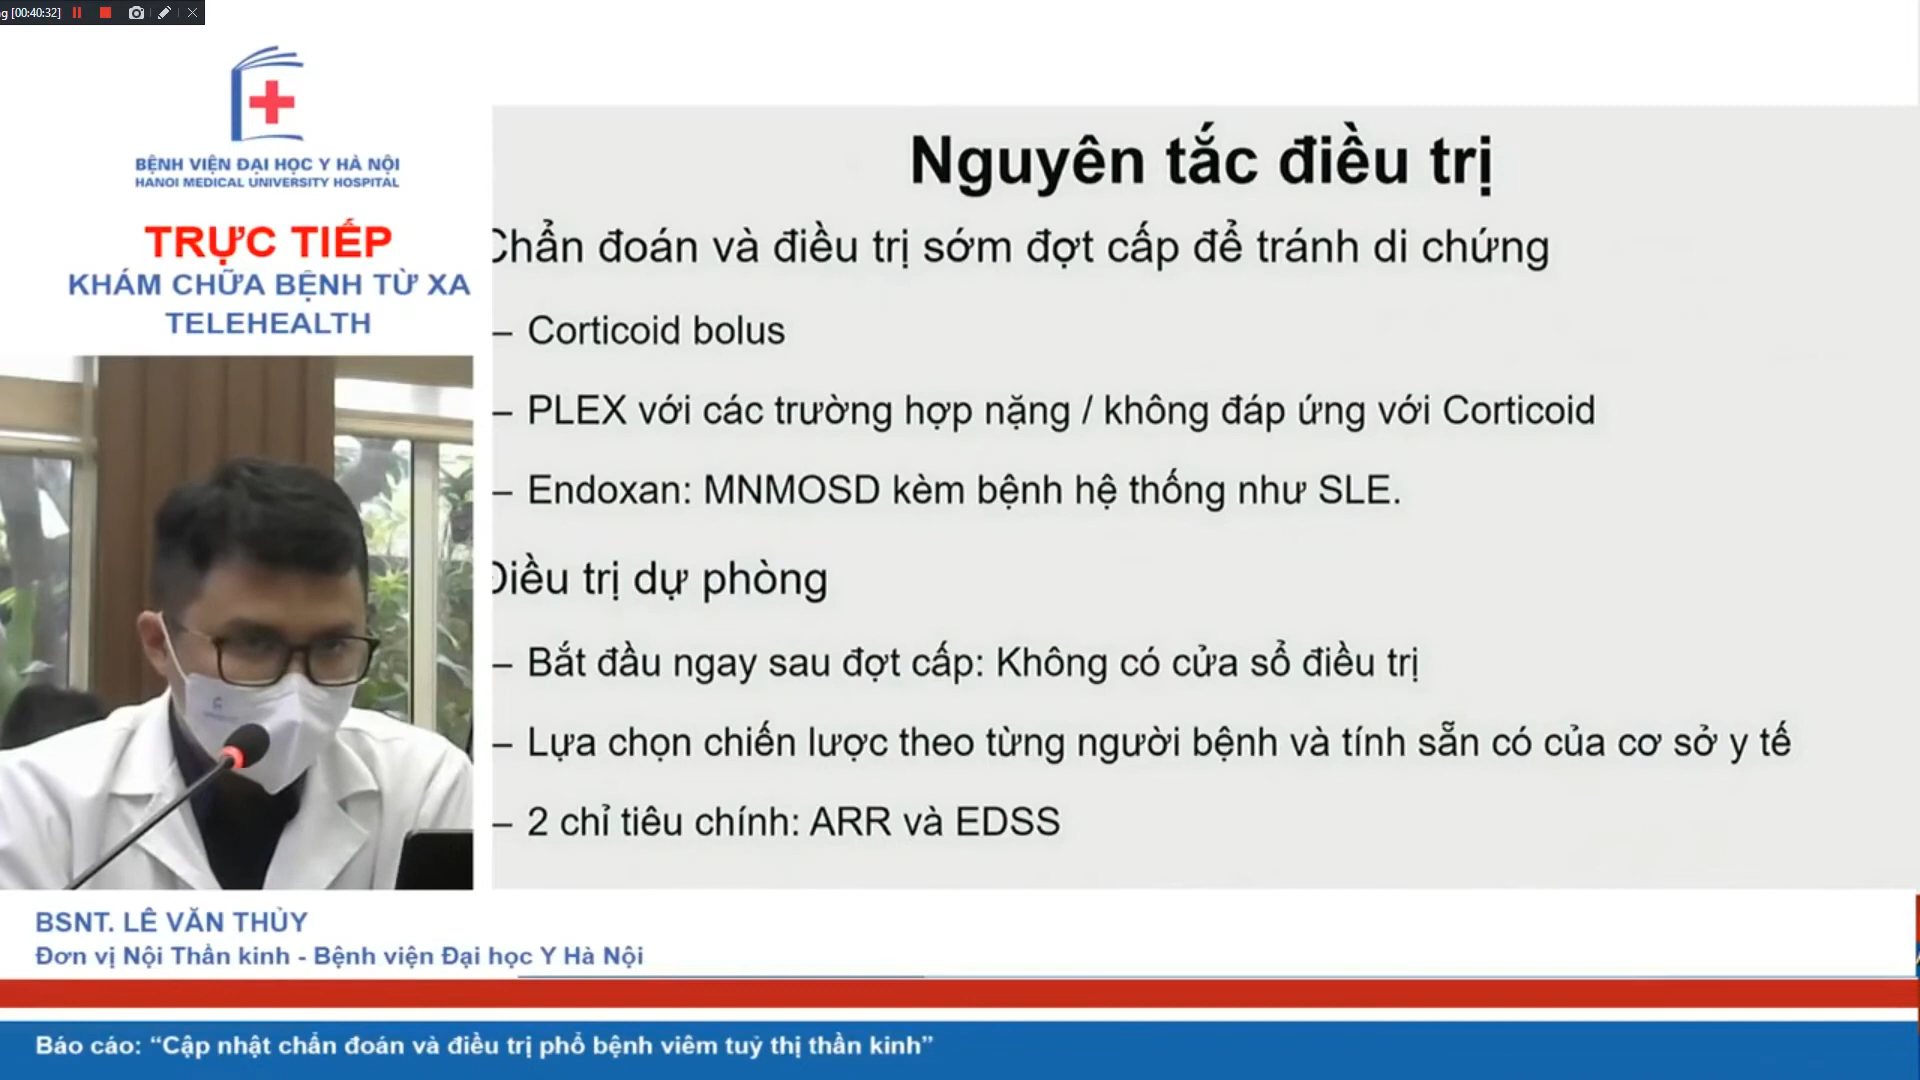 g [00:40:32]
BỆNH VIỆN ĐẠI HỌC Y HÀ NỘI
HANOI MEDICAL UNIVERSITY HOSPITAL
TRỰC TIẾP
KHÁM CHỮA BỆNH TỪ XA
TELEHEALTH
Nguyên tắc điều trị
Chẩn đoán và điều trị sớm đợt cấp để tránh di chứng
– Corticoid bolus
– PLEX với các trường hợp nặng / không đáp ứng với Corticoid
– Endoxan: MNMOSD kèm bệnh hệ thống như SLE.
Điều trị dự phòng
– Bắt đầu ngay sau đợt cấp: Không có cửa sổ điều trị
– Lựa chọn chiến lược theo từng người bệnh và tính sẵn có của cơ sở y tế
– 2 chỉ tiêu chính: ARR và EDSS
BSNT. LÊ VĂN THỦY
Đơn vị Nội Thần kinh - Bệnh viện Đại học Y Hà Nội
Báo cáo: “Cập nhật chẩn đoán và điều trị phổ bệnh viêm tuỷ thị thần kinh”